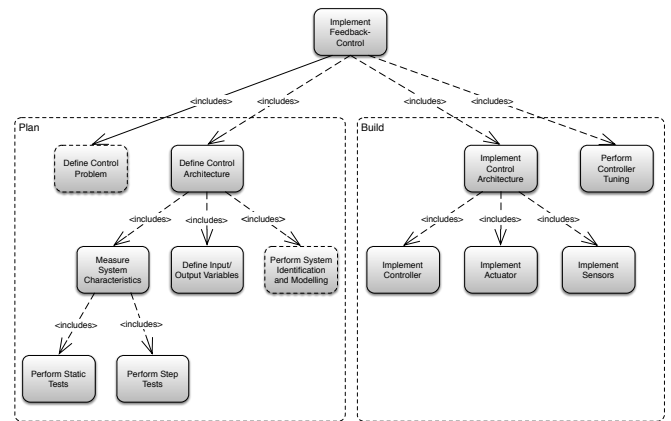 Implement
Feedback-
Control
<includes>
<includes>
<includes>
<includes>
Plan
Build
Define Control
Problem
Define Control
Architecture
Implement
Control
Architecture
Perform
Controller
Tuning
<includes>
<includes>
<includes>
<includes>
<includes>
<includes>
Measure
System
Characteristics
Define Input/
Output Variables
Perform System
Identification
and Modelling
Implement
Controller
Implement
Actuator
Implement
Sensors
<includes>
<includes>
Perform Static
Tests
Perform Step
Tests